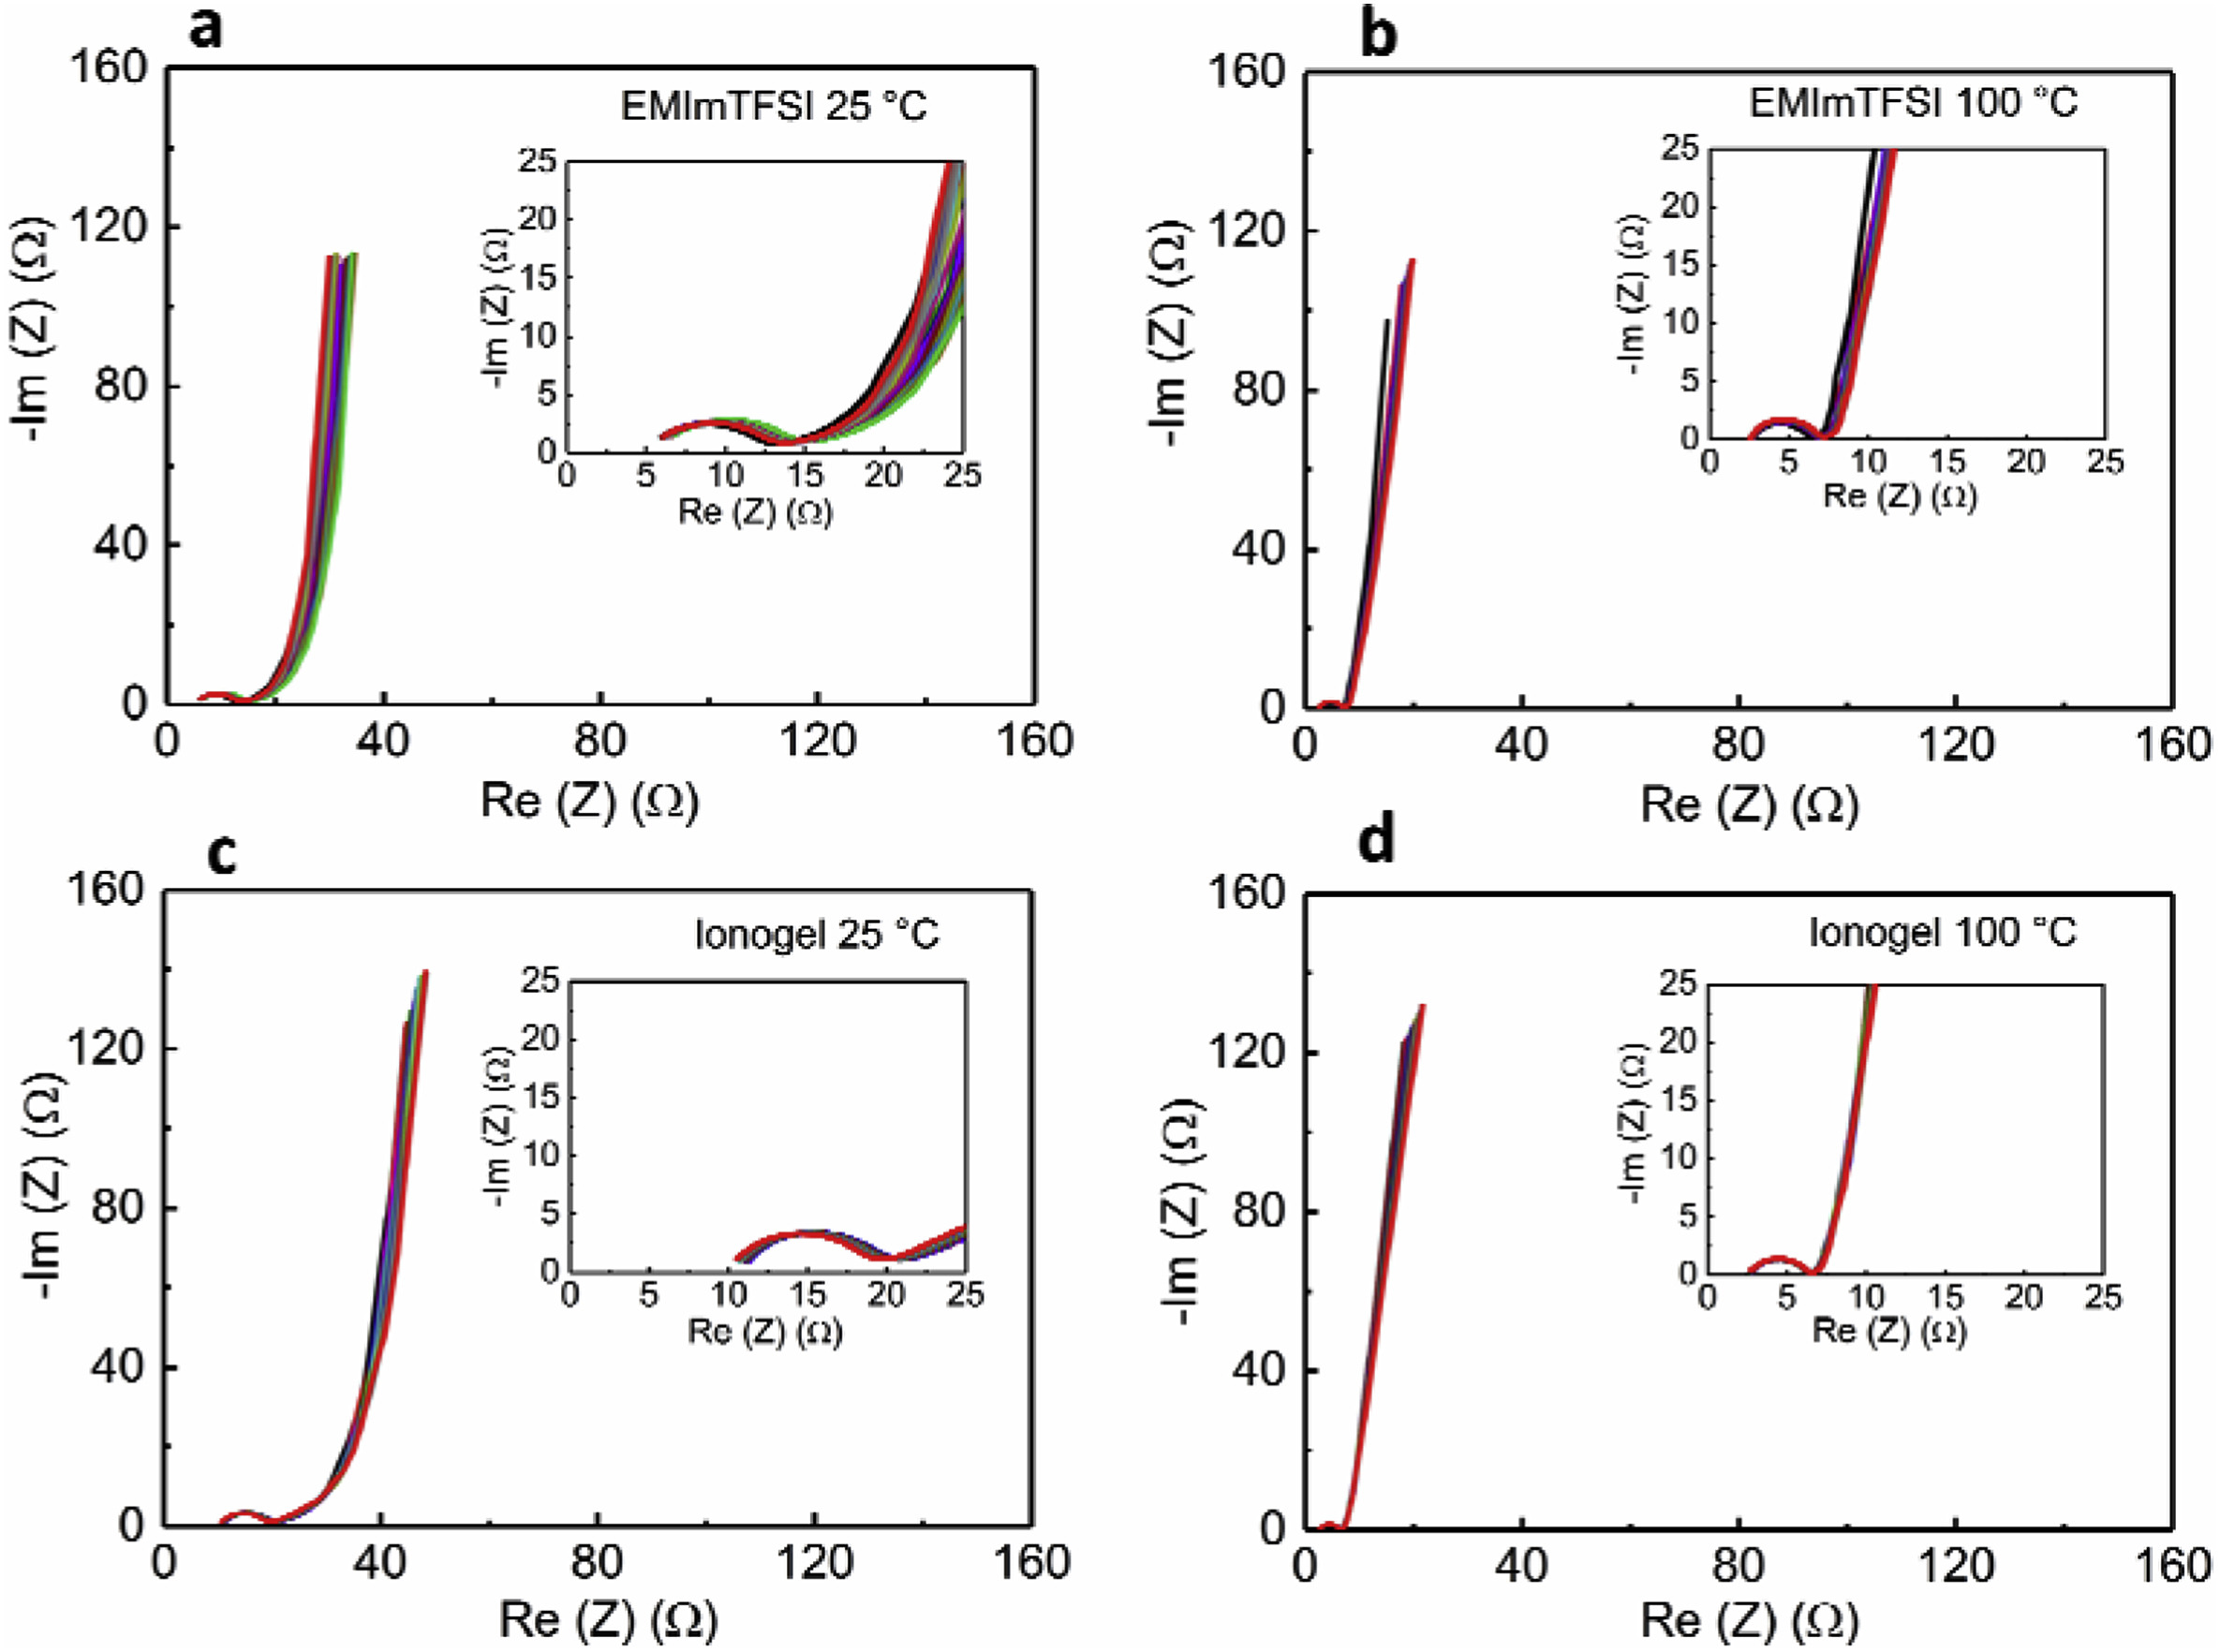 a
EMImTFSI 25 °C
160
120
80
40
0
0 40 80 120 160
-Im (Z) (Ω)
Re (Z) (Ω)
25
20
15
10
5
0
0 5 10 15 20 25
-Im (Z) (Ω)
Re (Z) (Ω)
b
EMImTFSI 100 °C
160
120
80
40
0
0 40 80 120 160
-Im (Z) (Ω)
Re (Z) (Ω)
25
20
15
10
5
0
0 5 10 15 20 25
-Im (Z) (Ω)
Re (Z) (Ω)
c
Ionogel 25 °C
160
120
80
40
0
0 40 80 120 160
-Im (Z) (Ω)
Re (Z) (Ω)
25
20
15
10
5
0
0 5 10 15 20 25
-Im (Z) (Ω)
Re (Z) (Ω)
d
Ionogel 100 °C
160
120
80
40
0
0 40 80 120 160
-Im (Z) (Ω)
Re (Z) (Ω)
25
20
15
10
5
0
0 5 10 15 20 25
-Im (Z) (Ω)
Re (Z) (Ω)